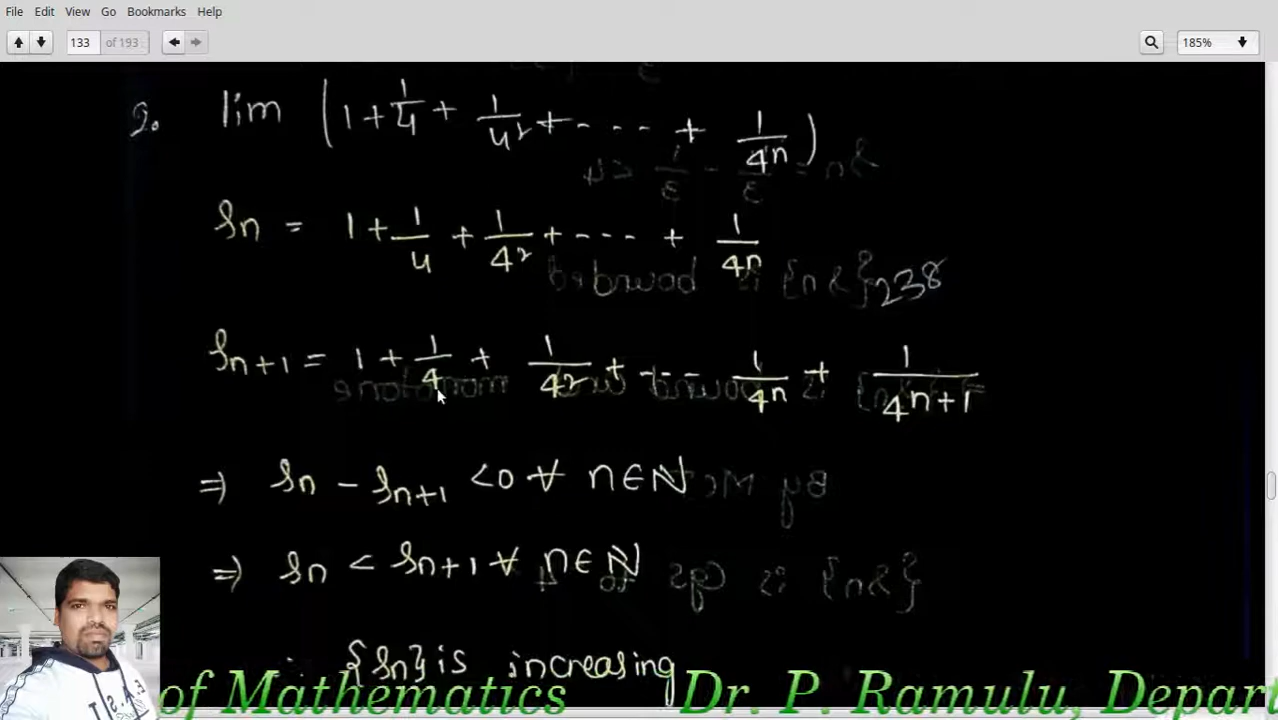 File Edit View Go Bookmarks Help
133 of 193 185%
2. lim (1 + 1/4 + 1/4² + - - - + 1/4ⁿ)
Sn = 1 + 1/4 + 1/4² + - - - + 1/4ⁿ
Sn+1 = 1 + 1/4 + 1/4² + - - - 1/4ⁿ + 1/4ⁿ⁺¹
⇒ Sn - Sn+1 < 0 ∀ n ∈ N
⇒ Sn < Sn+1 ∀ n ∈ N
∴ {Sn} is increasing
of Mathematics Dr. P. Ramulu, Depar